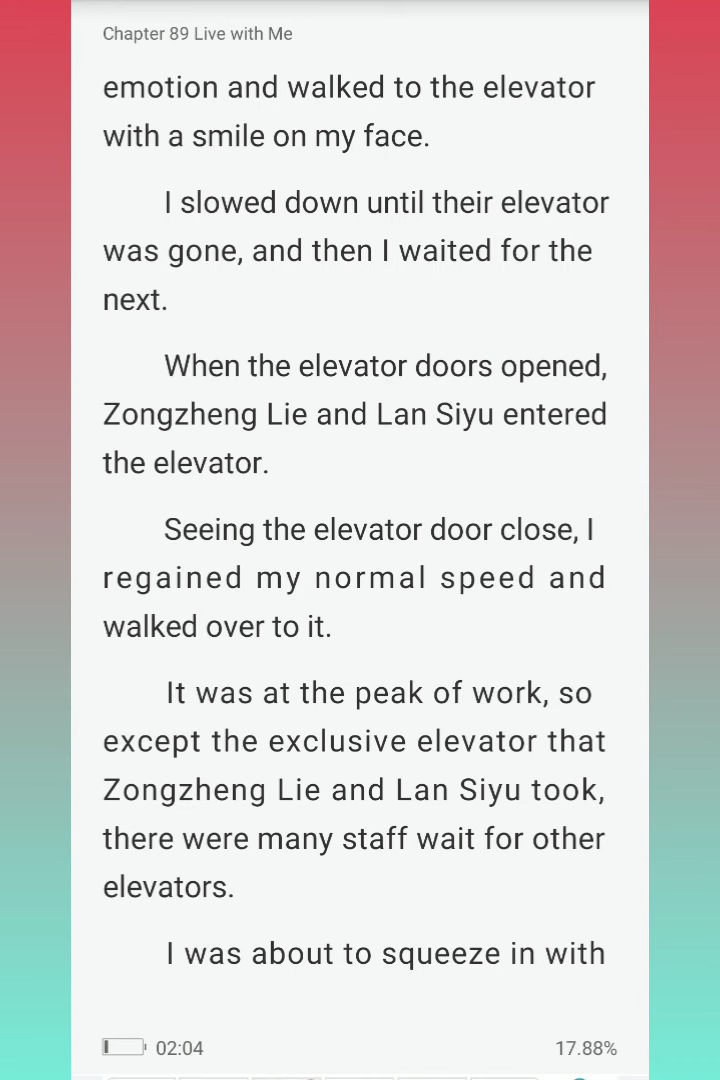 Chapter 89 Live with Me
emotion and walked to the elevator
with a smile on my face.
I slowed down until their elevator
was gone, and then I waited for the
next.
When the elevator doors opened,
Zongzheng Lie and Lan Siyu entered
the elevator.
Seeing the elevator door close, I
regained my normal speed and
walked over to it.
It was at the peak of work, so
except the exclusive elevator that
Zongzheng Lie and Lan Siyu took,
there were many staff wait for other
elevators.
I was about to squeeze in with
02:04 17.88%